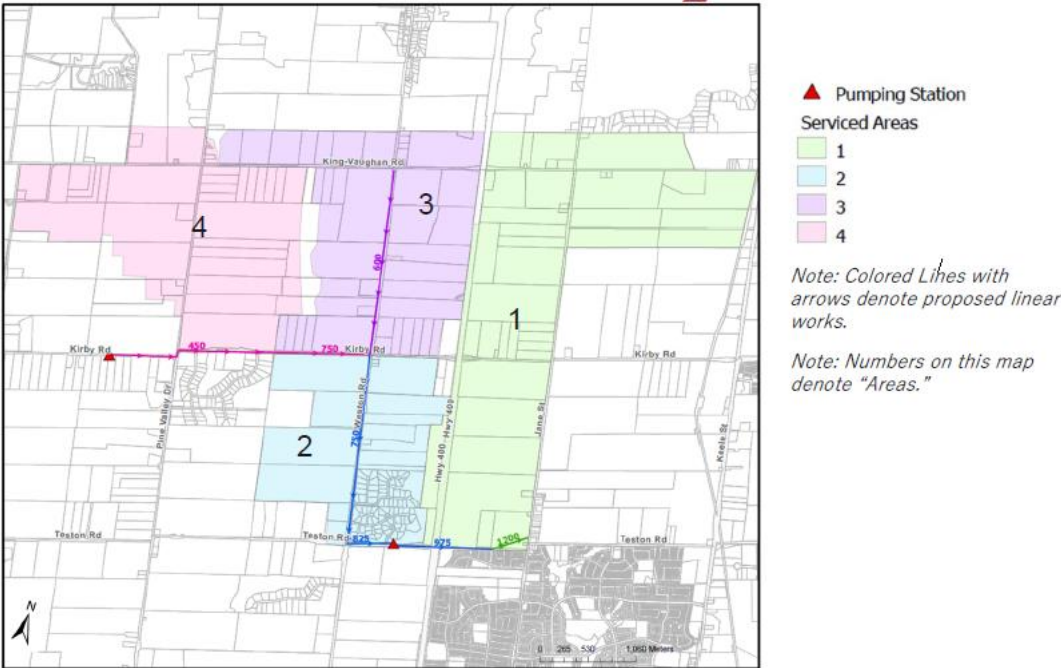 King-Vaughan Rd
3
4
600
1
Kirby Rd
450
750
Kirby Rd
Kirby Rd
Pine Valley Dr
Weston Rd
750
2
Hwy 400
Hwy 400
Jane St
Keele St
Teston Rd
Teston Rd
825
975
1200
Teston Rd
N
0 265 530 1,060 Meters
Pumping Station
Serviced Areas
1
2
3
4
Note: Colored Lines with
arrows denote proposed linear
works.
Note: Numbers on this map
denote “Areas.”